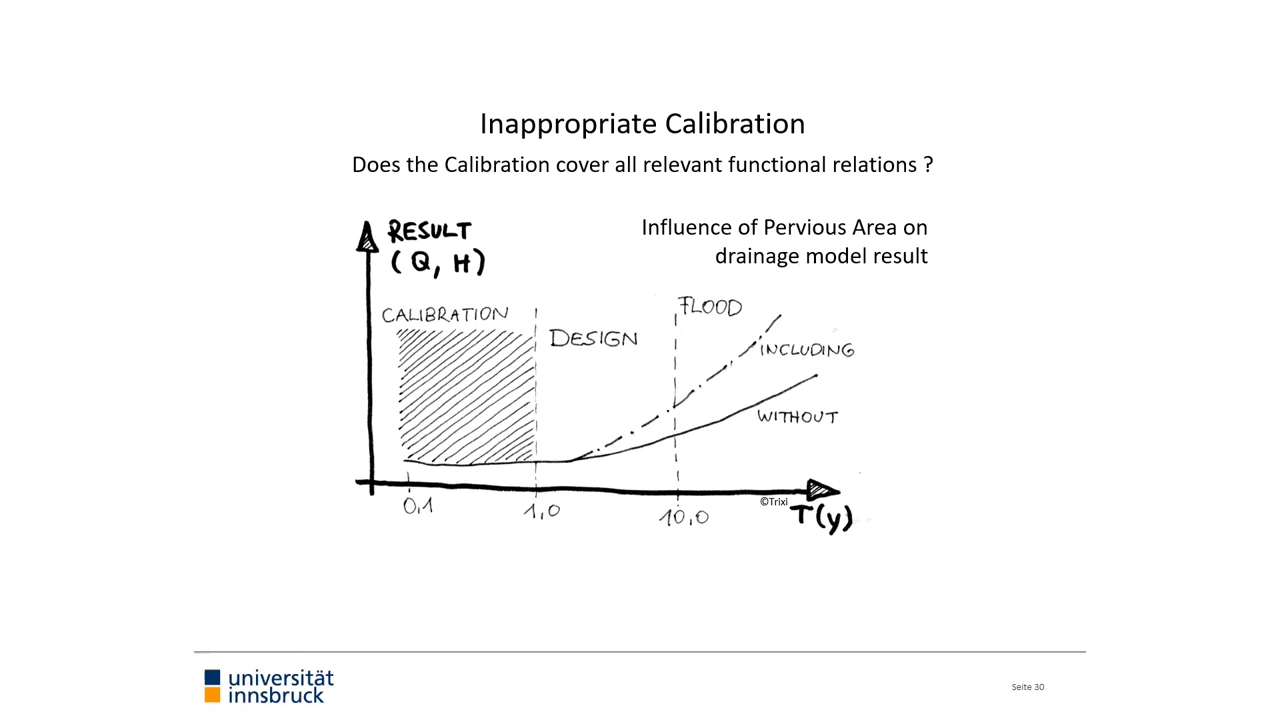 Inappropriate Calibration
Does the Calibration cover all relevant functional relations ?
Influence of Pervious Area on
drainage model result
RESULT
(Q, H)
CALIBRATION
DESIGN
FLOOD
INCLUDING
WITHOUT
©Trixi
0,1
1,0
10,0
T(y)
universität
innsbruck
Seite 30